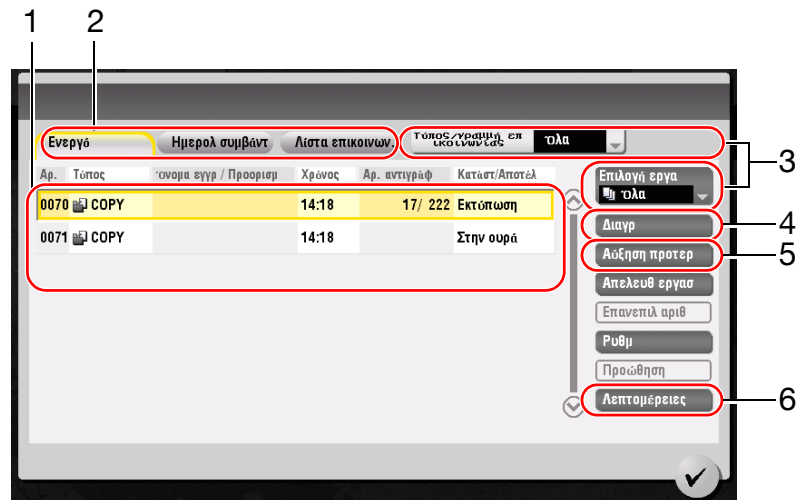 1 2
Ενεργό Ημερολ συμβάντ Λίστα επικοινων. Τύπος/γραμμή επ ικοινωνίας Όλα
3
Αρ. Τύπος Όνομα εγγρ / Προορισμ Χρόνος Αρ. αντιγράφ Κατάστ/Αποτέλ
Επιλογή εργα
Όλα
0070 COPY 14:18 17/ 222 Εκτύπωση
Διαγρ 4
0071 COPY 14:18 Στην ουρά
Αύξηση προτερ 5
Απελευθ εργασ
Επανεπιλ αριθ
Ρυθμ
Προώθηση
Λεπτομέρειες 6